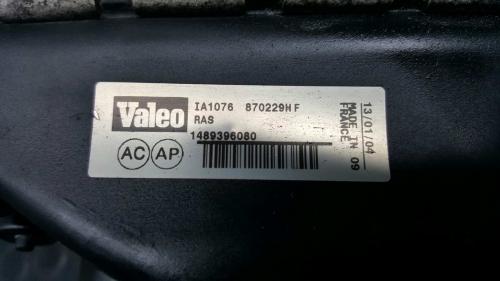 Valeo
IA1076 870229H F
RAS
1489396080
AC AP
13/01/04
MADE IN 09
FRANCE